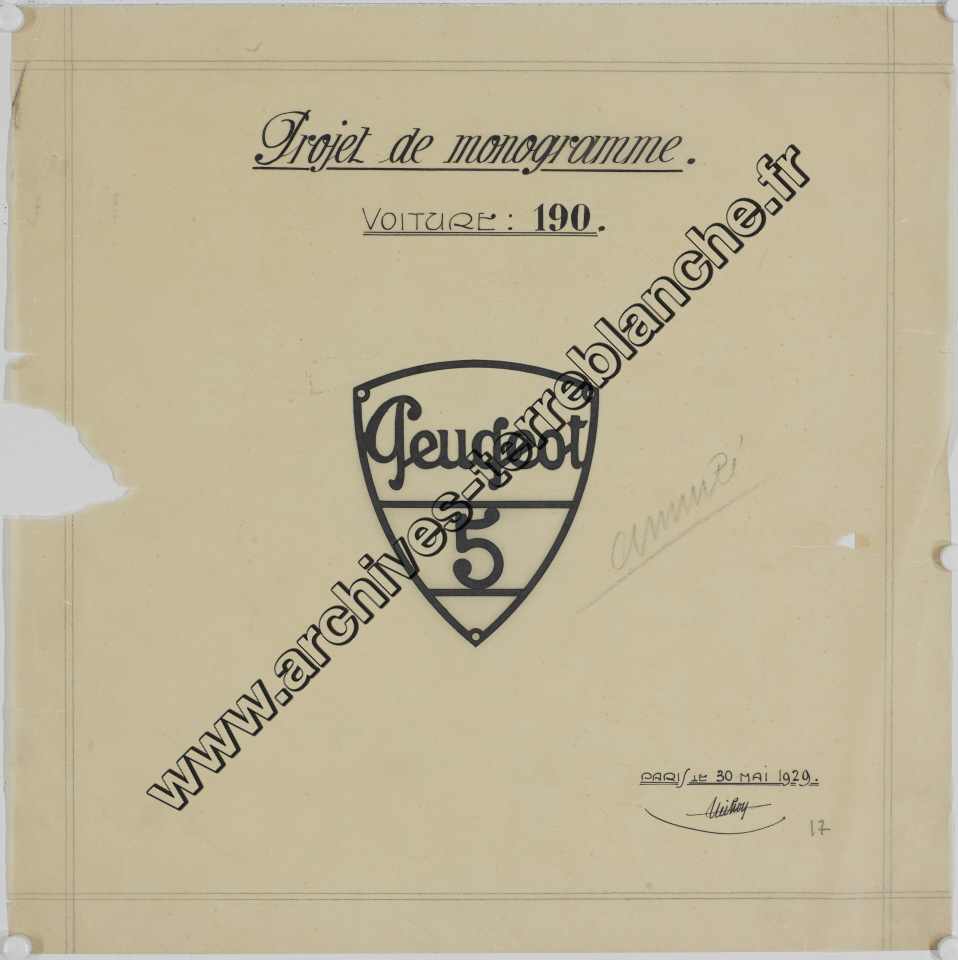 Projet de monogramme.
VOITURE : 190.
Peugeot
5
www.archives-terreblanche.fr
PARIS LE 30 MAI 1929.
17